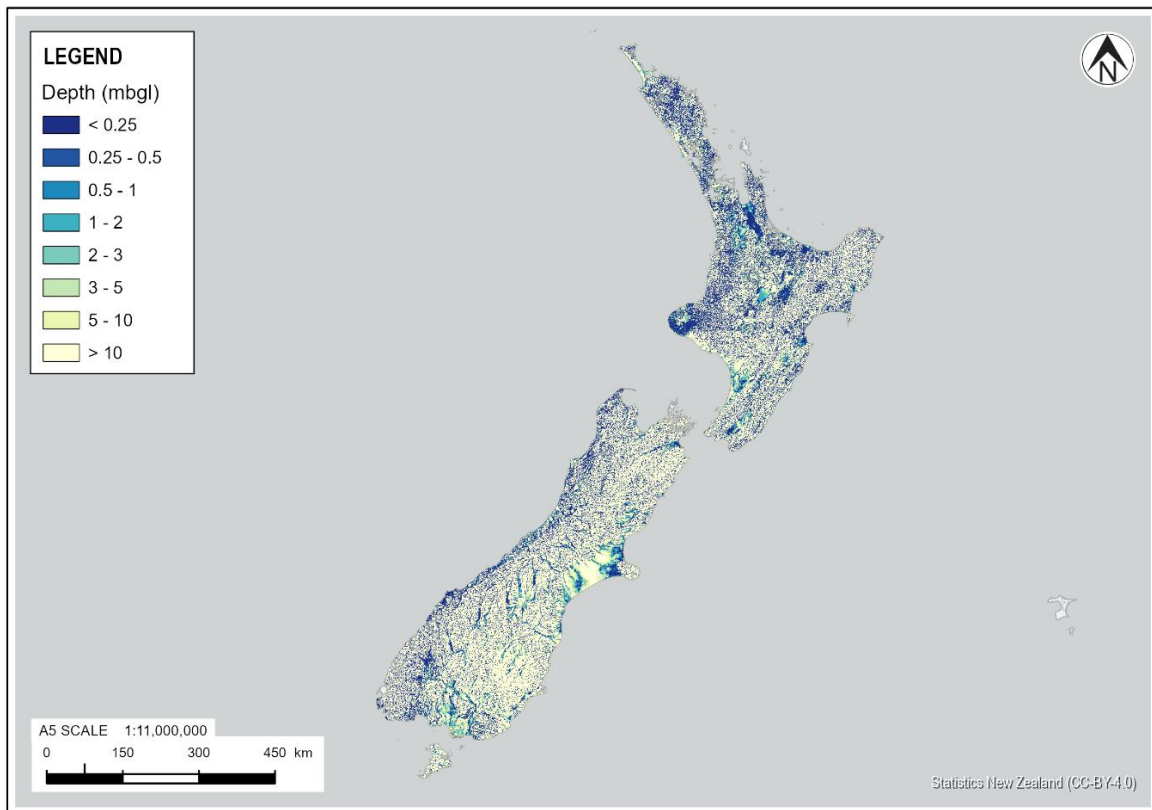 LEGEND
Depth (mbgl)
< 0.25
0.25 - 0.5
0.5 - 1
1 - 2
2 - 3
3 - 5
5 - 10
> 10
N
A5 SCALE 1:11,000,000
0 150 300 450 km
Statistics New Zealand (CC-BY-4.0)